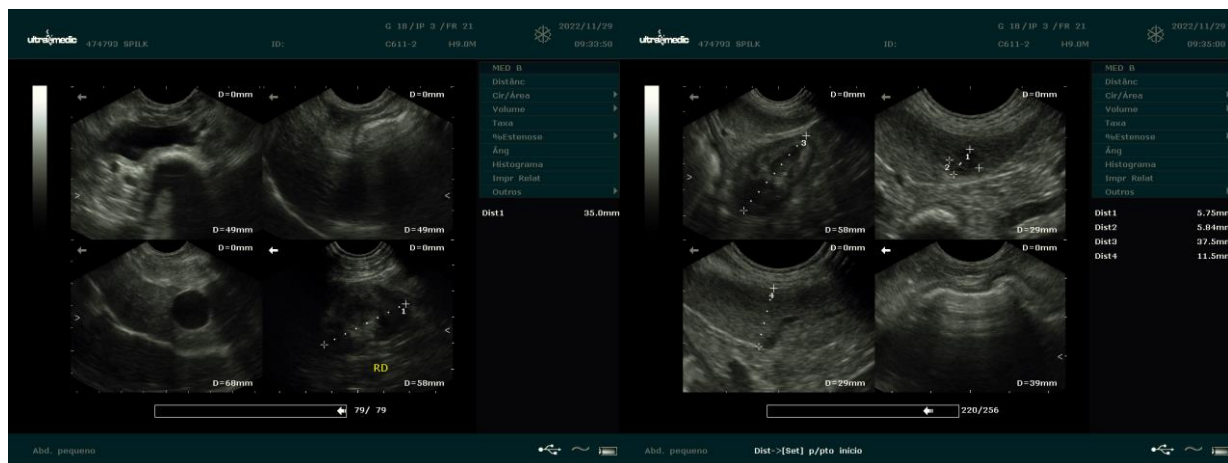 G 18/IP 3 /FR 21
2022/11/29
ultramedic
474793 SPILK
ID:
C611-2
H9.0M
09:33:50
MED B
Distânc
Cir/Área
Volume
Taxa
%Estenose
Âng
Histograma
Impr Relat
Outros
Dist1
35.0mm
D=0mm
D=0mm
D=49mm
D=49mm
D=0mm
D=0mm
1
RD
D=68mm
D=58mm
79/ 79
Abd. pequeno
G 18/IP 3 /FR 21
2022/11/29
ultramedic
474793 SPILK
ID:
C611-2
H9.0M
09:35:00
MED B
Distânc
Cir/Área
Volume
Taxa
%Estenose
Âng
Histograma
Impr Relat
Outros
Dist1
5.75mm
Dist2
5.84mm
Dist3
37.5mm
Dist4
11.5mm
D=0mm
D=0mm
3
1
2
D=58mm
D=29mm
D=0mm
D=0mm
4
D=29mm
D=39mm
220/256
Abd. pequeno
Dist->[Set] p/pto início